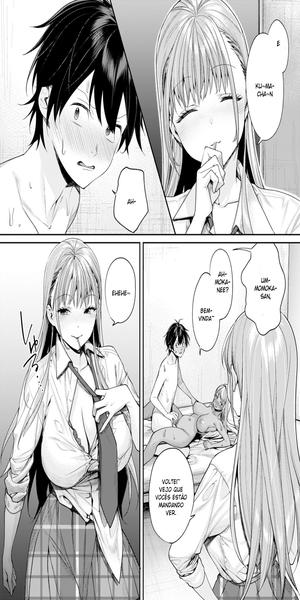 E
KU-MA
CHA-N
AH-
UM-
MOMOKA-
SAN,
AH-
MOKA-
NEE?
BEM-
VINDA~
EHEHE~
VOLTEI~
VEJO QUE
VOCÊS ESTÃO
MANDANDO
VER.